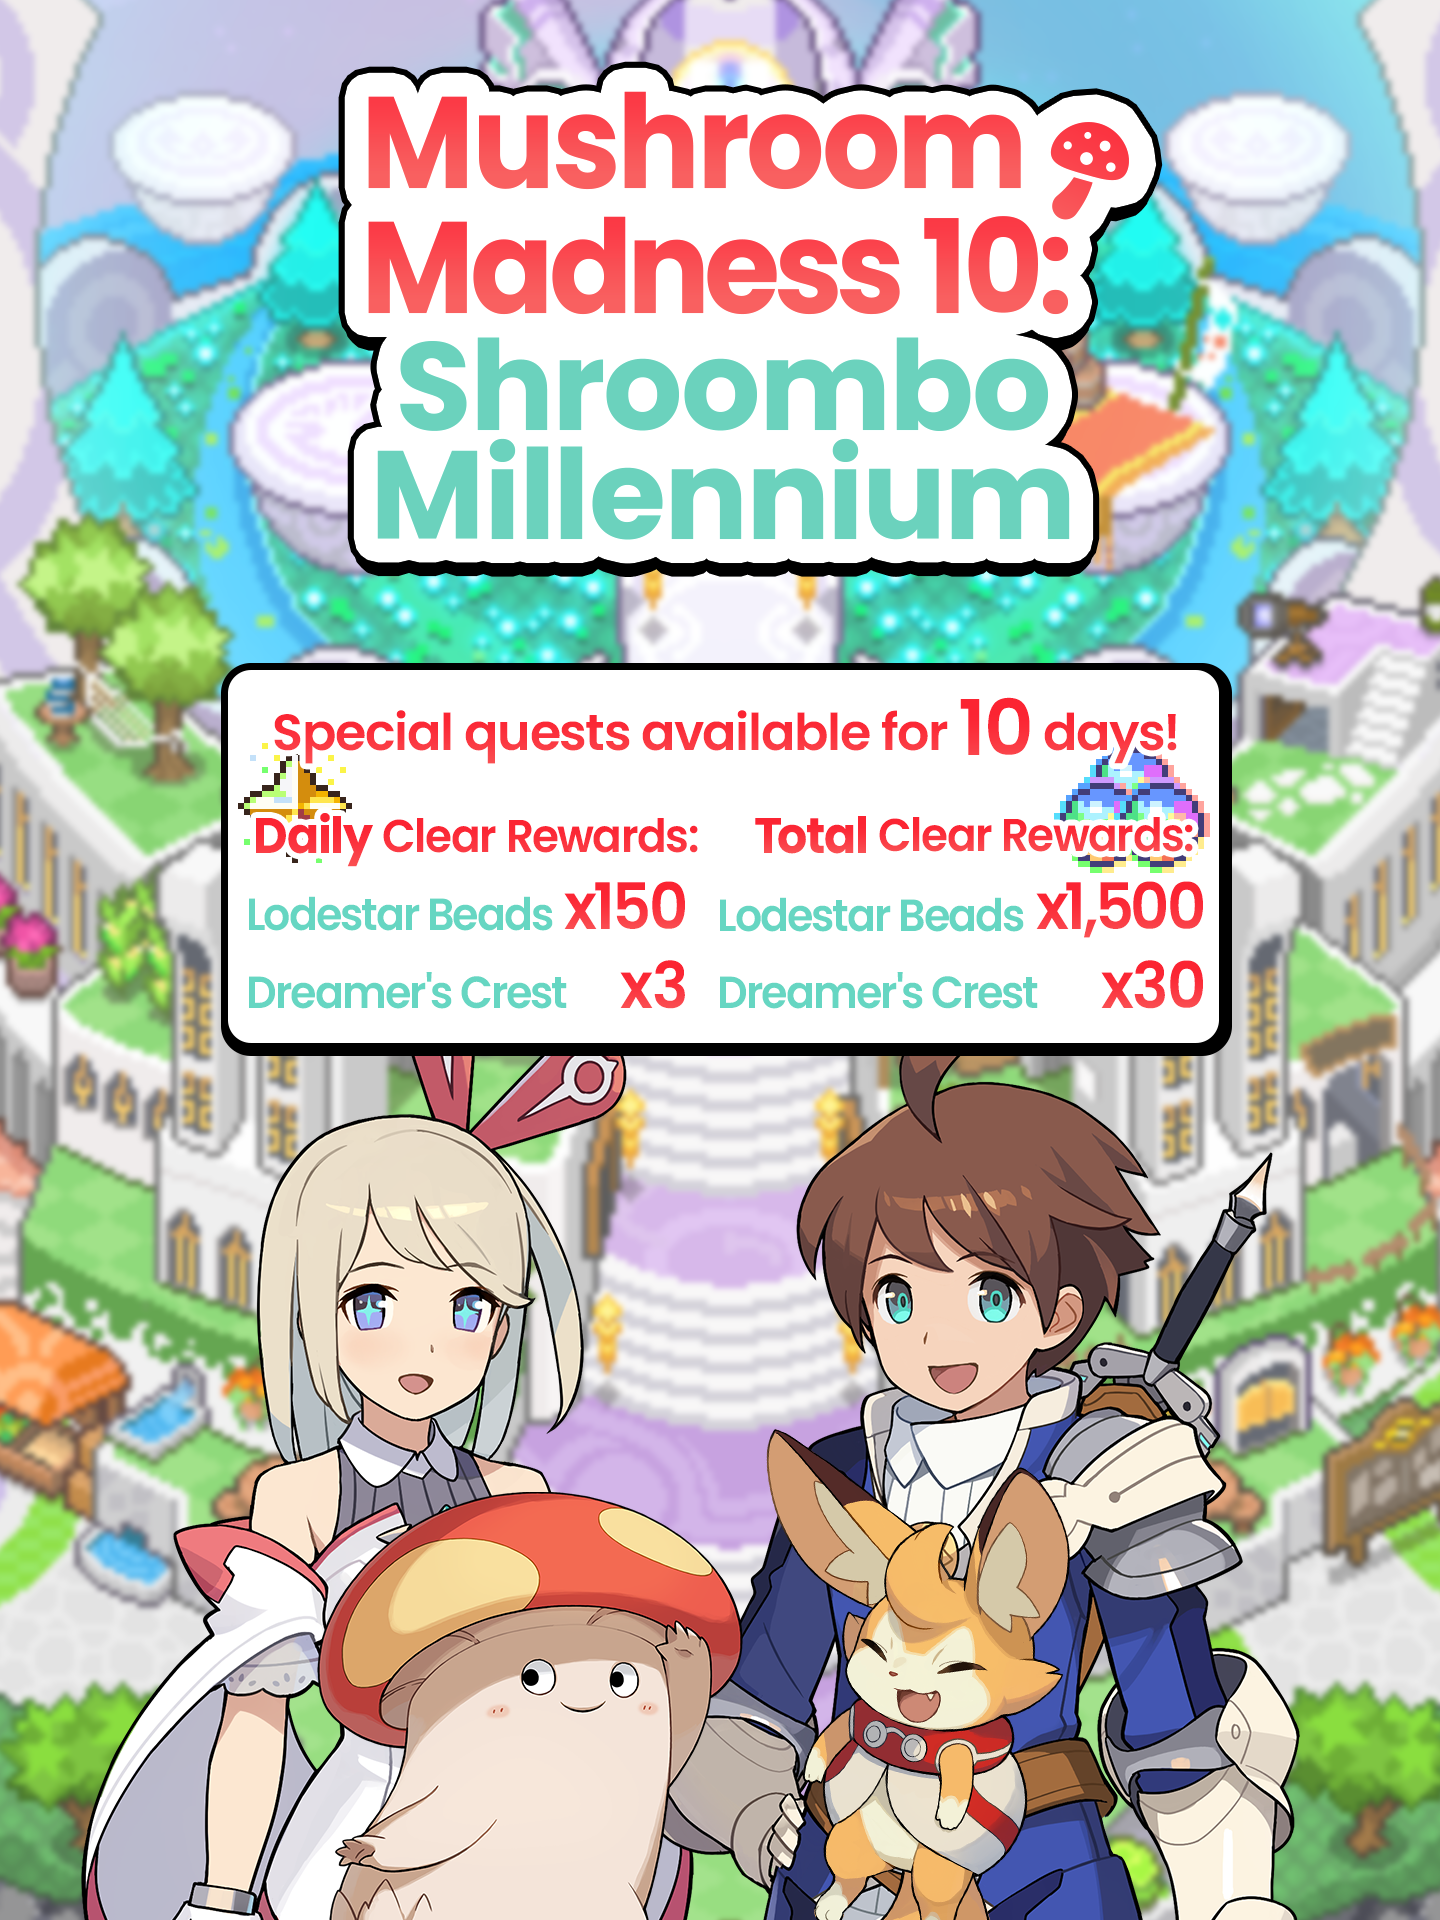 Mushroom
Madness 10:
Shroombo
Millennium
Special quests available for 10 days!
Daily Clear Rewards:
Lodestar Beads x150
Dreamer's Crest x3
Total Clear Rewards:
Lodestar Beads x1,500
Dreamer's Crest x30